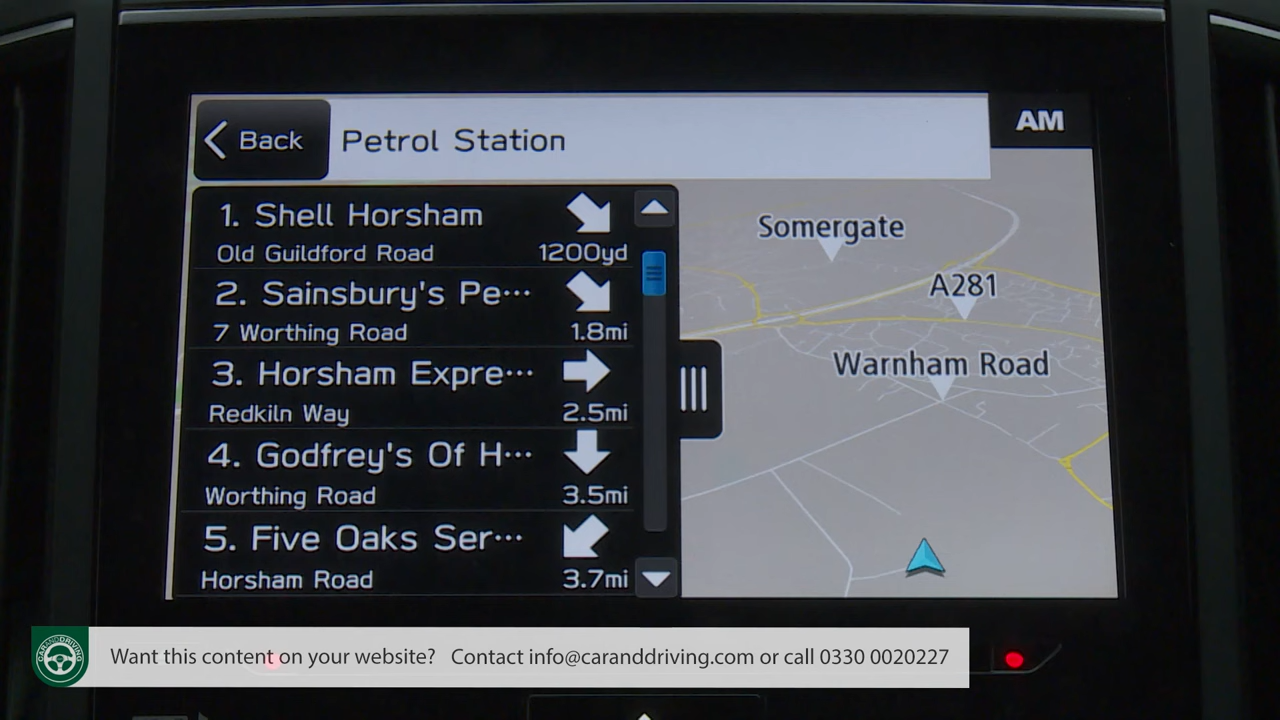 Back
Petrol Station
AM
1. Shell Horsham
Old Guildford Road 1200yd
2. Sainsbury's Pe···
7 Worthing Road 1.8mi
3. Horsham Expre···
Redkiln Way 2.5mi
4. Godfrey's Of H···
Worthing Road 3.5mi
5. Five Oaks Ser···
Horsham Road 3.7mi
Somergate
A281
Warnham Road
CARANDDRIVING
Want this content on your website? Contact info@caranddriving.com or call 0330 0020227